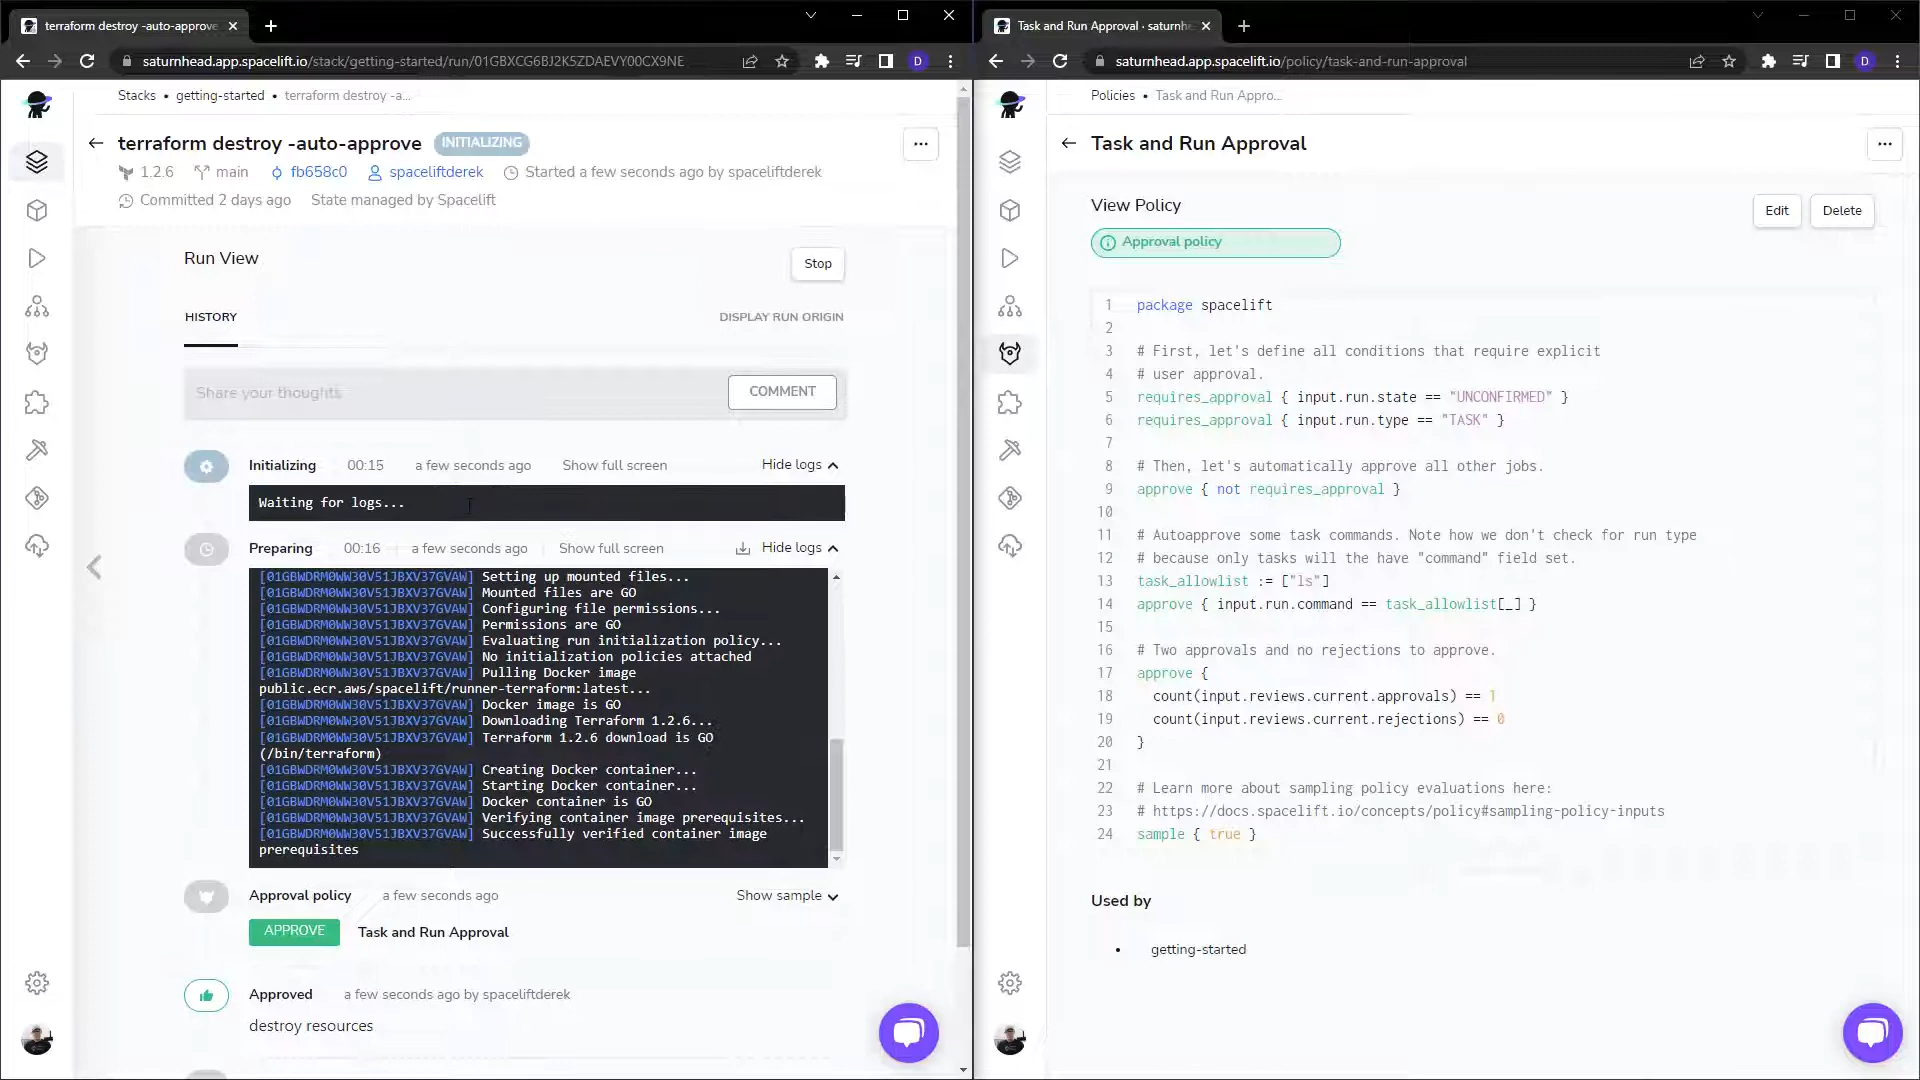 terraform destroy -auto-approve
saturnhead.app.spacelift.io/stack/getting-started/run/01GBXCG6BJ2K5ZDAEVY00CX9NE
D
Stacks • getting-started • terraform destroy -a...
terraform destroy -auto-approve INITIALIZING
...
1.2.6 main fb658c0 spaceliftderek Started a few seconds ago by spaceliftderek
Committed 2 days ago State managed by Spacelift
Run View
Stop
HISTORY
DISPLAY RUN ORIGIN
Share your thoughts
COMMENT
Initializing 00:15 a few seconds ago Show full screen Hide logs
Waiting for logs...
Preparing 00:16 a few seconds ago Show full screen Hide logs
[01GBWDRM0WW30V51JBXV37GVAW] Setting up mounted files...
[01GBWDRM0WW30V51JBXV37GVAW] Mounted files are GO
[01GBWDRM0WW30V51JBXV37GVAW] Configuring file permissions...
[01GBWDRM0WW30V51JBXV37GVAW] Permissions are GO
[01GBWDRM0WW30V51JBXV37GVAW] Evaluating run initialization policy...
[01GBWDRM0WW30V51JBXV37GVAW] No initialization policies attached
[01GBWDRM0WW30V51JBXV37GVAW] Pulling Docker image
public.ecr.aws/spacelift/runner-terraform:latest...
[01GBWDRM0WW30V51JBXV37GVAW] Docker image is GO
[01GBWDRM0WW30V51JBXV37GVAW] Downloading Terraform 1.2.6...
[01GBWDRM0WW30V51JBXV37GVAW] Terraform 1.2.6 download is GO
(/bin/terraform)
[01GBWDRM0WW30V51JBXV37GVAW] Creating Docker container...
[01GBWDRM0WW30V51JBXV37GVAW] Starting Docker container...
[01GBWDRM0WW30V51JBXV37GVAW] Docker container is GO
[01GBWDRM0WW30V51JBXV37GVAW] Verifying container image prerequisites...
[01GBWDRM0WW30V51JBXV37GVAW] Successfully verified container image
prerequisites
Approval policy a few seconds ago Show sample
APPROVE Task and Run Approval
Approved a few seconds ago by spaceliftderek
destroy resources
Task and Run Approval · saturnhe
saturnhead.app.spacelift.io/policy/task-and-run-approval
D
Policies • Task and Run Appro...
Task and Run Approval
...
View Policy
Edit
Delete
Approval policy
1 package spacelift
2
3 # First, let's define all conditions that require explicit
4 # user approval.
5 requires_approval { input.run.state == "UNCONFIRMED" }
6 requires_approval { input.run.type == "TASK" }
7
8 # Then, let's automatically approve all other jobs.
9 approve { not requires_approval }
10
11 # Autoapprove some task commands. Note how we don't check for run type
12 # because only tasks will the have "command" field set.
13 task_allowlist := ["ls"]
14 approve { input.run.command == task_allowlist[_] }
15
16 # Two approvals and no rejections to approve.
17 approve {
18 count(input.reviews.current.approvals) == 1
19 count(input.reviews.current.rejections) == 0
20 }
21
22 # Learn more about sampling policy evaluations here:
23 # https://docs.spacelift.io/concepts/policy#sampling-policy-inputs
24 sample { true }
Used by
• getting-started